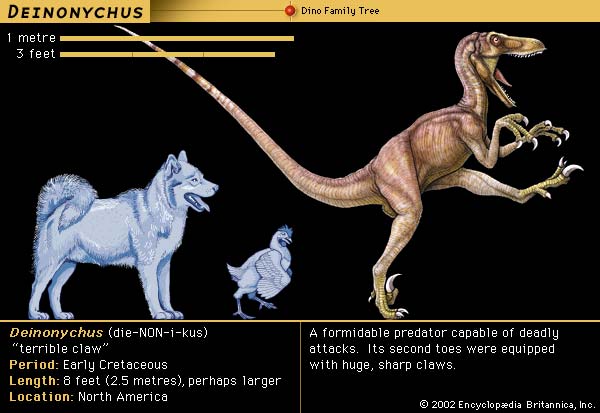 DEINONYCHUS
Dino Family Tree
1 metre
3 feet
Deinonychus (die-NON-i-kus)
"terrible claw"
Period: Early Cretaceous
Length: 8 feet (2.5 metres), perhaps larger
Location: North America
A formidable predator capable of deadly
attacks. Its second toes were equipped
with huge, sharp claws.
© 2002 Encyclopædia Britannica, Inc.